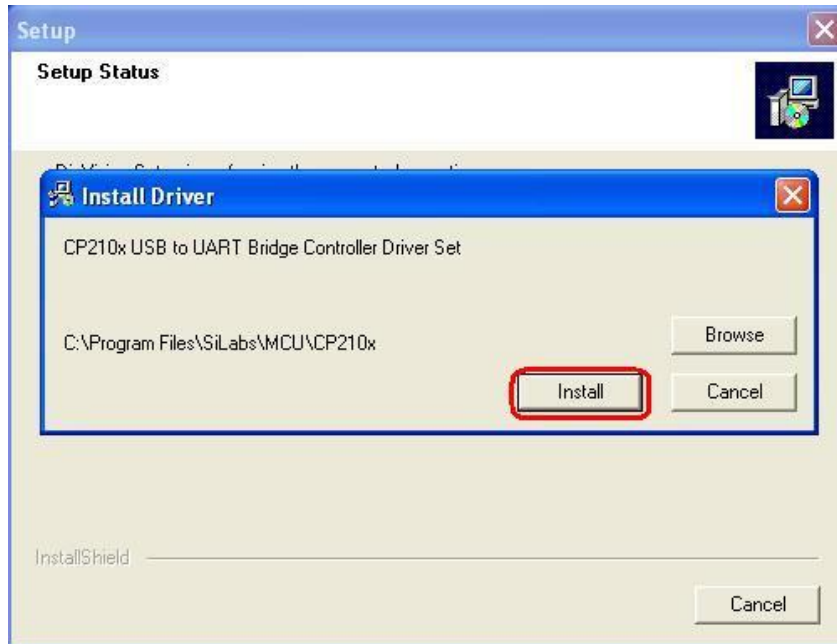 Setup
Setup Status
Install Driver
CP210x USB to UART Bridge Controller Driver Set
C:\Program Files\SiLabs\MCU\CP210x
Browse
Install
Cancel
InstallShield
Cancel